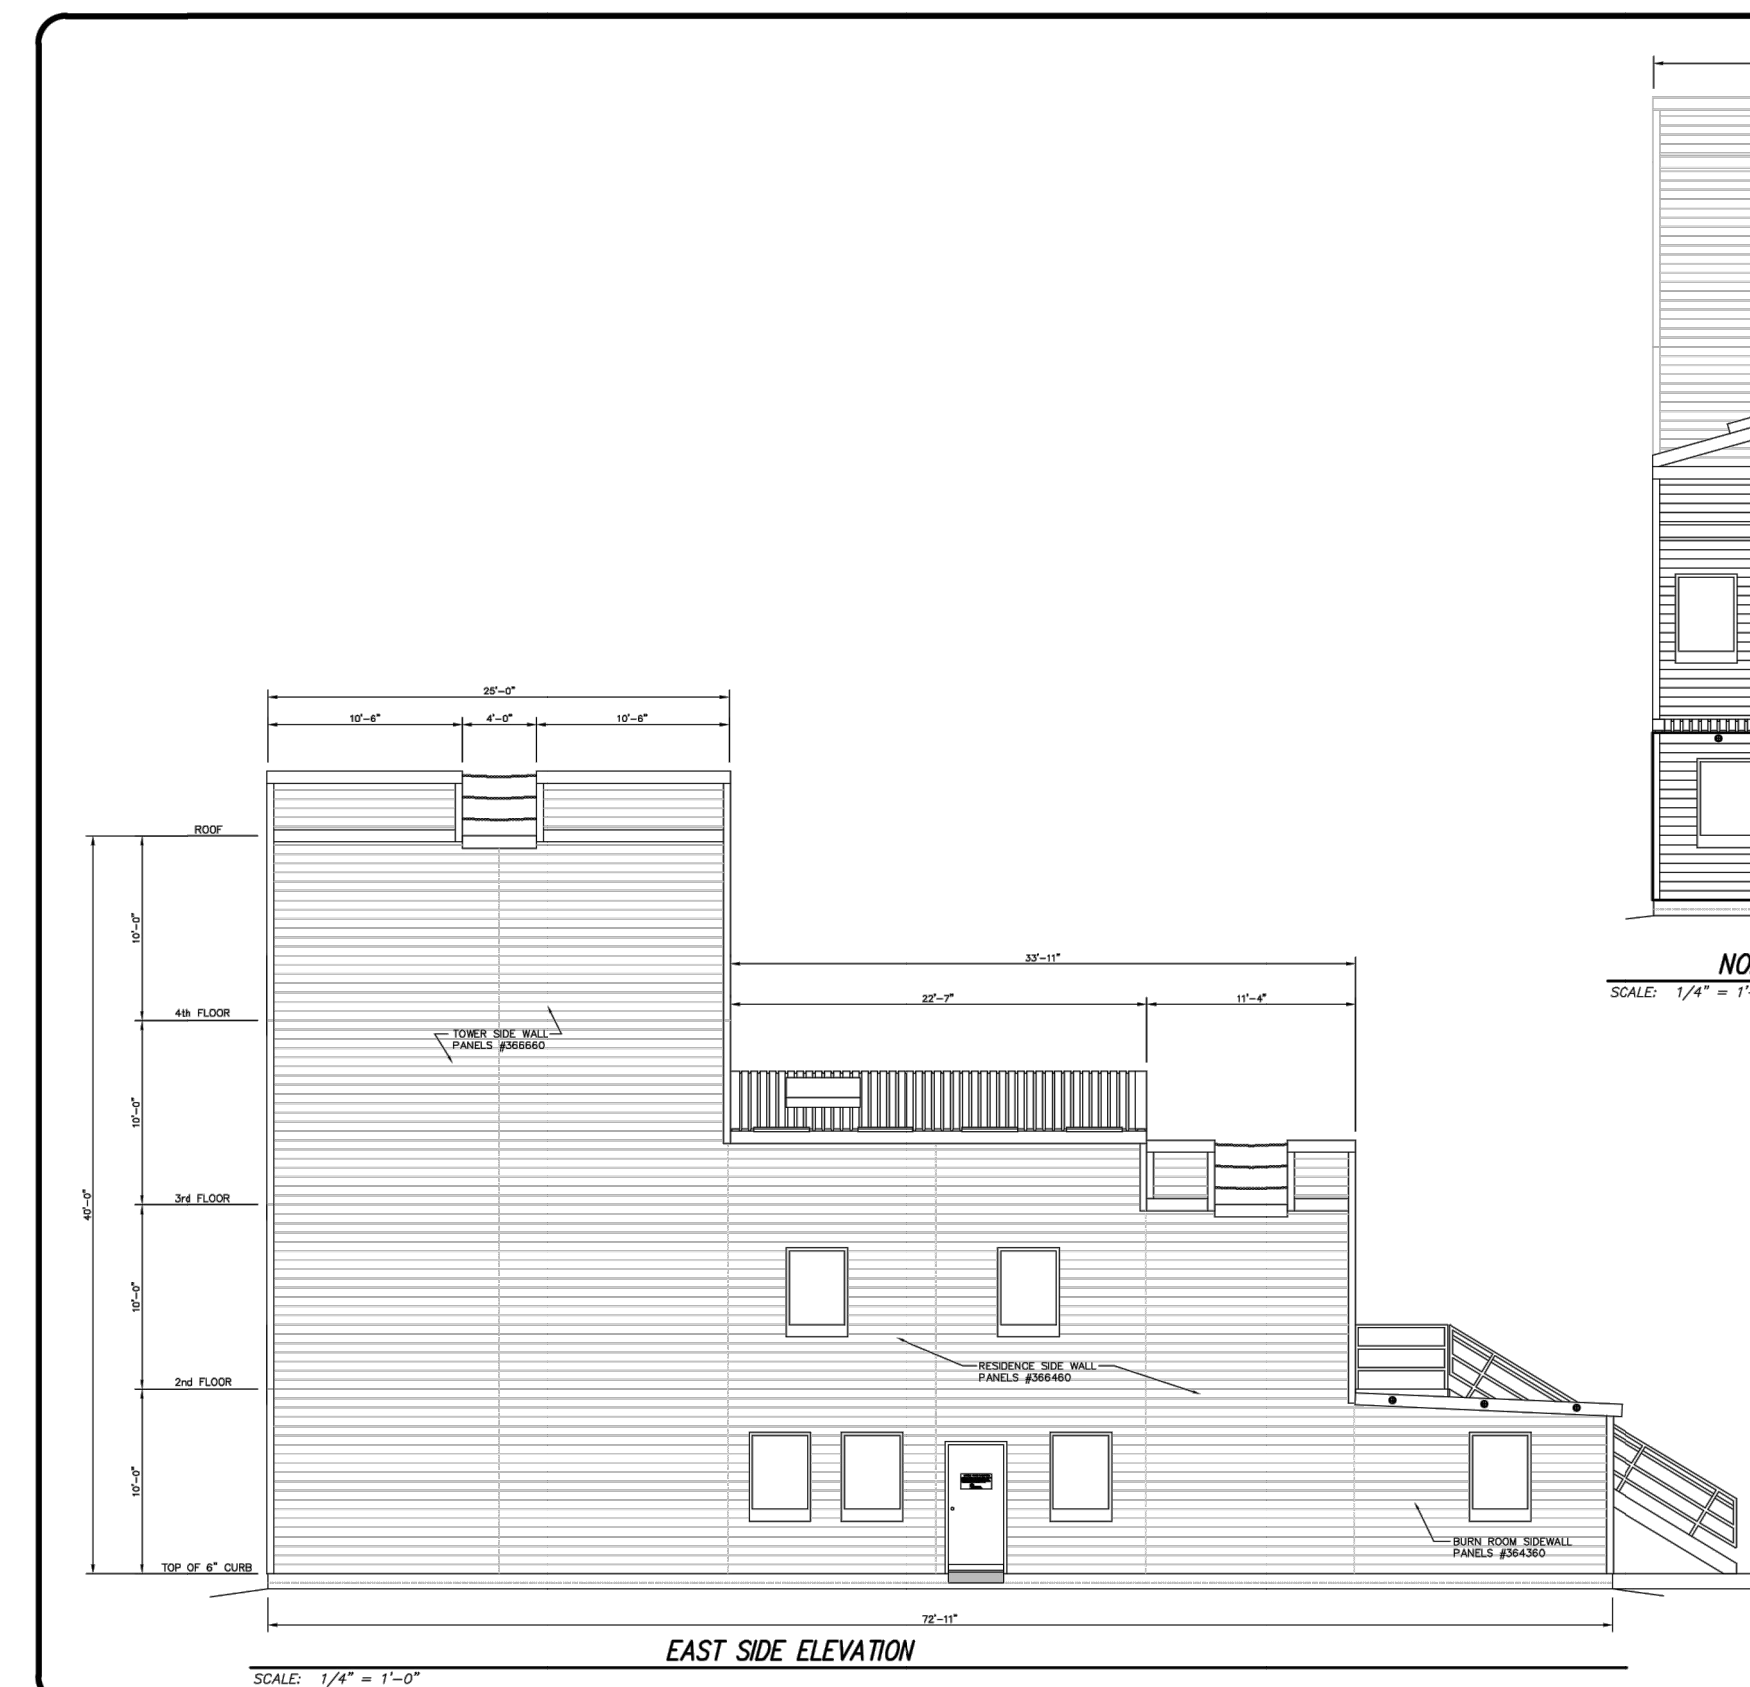 25'-0"
10'-6"
4'-0"
10'-6"
ROOF
10'-0"
4th FLOOR
TOWER SIDE WALL
PANELS #366660
10'-0"
40'-0"
3rd FLOOR
10'-0"
2nd FLOOR
10'-0"
TOP OF 6" CURB
33'-11"
22'-7"
11'-4"
RESIDENCE SIDE WALL
PANELS #366460
BURN ROOM SIDEWALL
PANELS #364360
72'-11"
EAST SIDE ELEVATION
SCALE: 1/4" = 1'-0"
NO
SCALE: 1/4" = 1'-